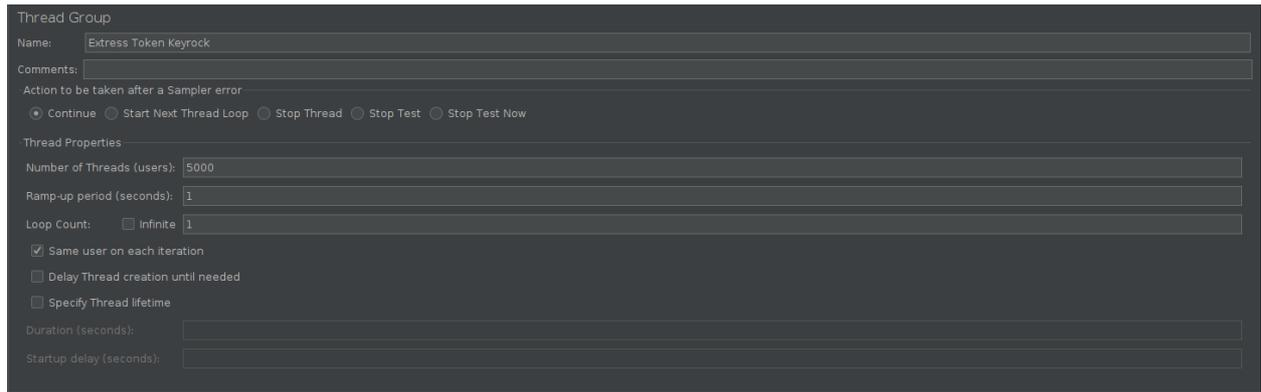 Thread Group
Name: Extress Token Keyrock
Comments:
Action to be taken after a Sampler error
Continue Start Next Thread Loop Stop Thread Stop Test Stop Test Now
Thread Properties
Number of Threads (users): 5000
Ramp-up period (seconds): 1
Loop Count: Infinite 1
Same user on each iteration
Delay Thread creation until needed
Specify Thread lifetime
Duration (seconds):
Startup delay (seconds):